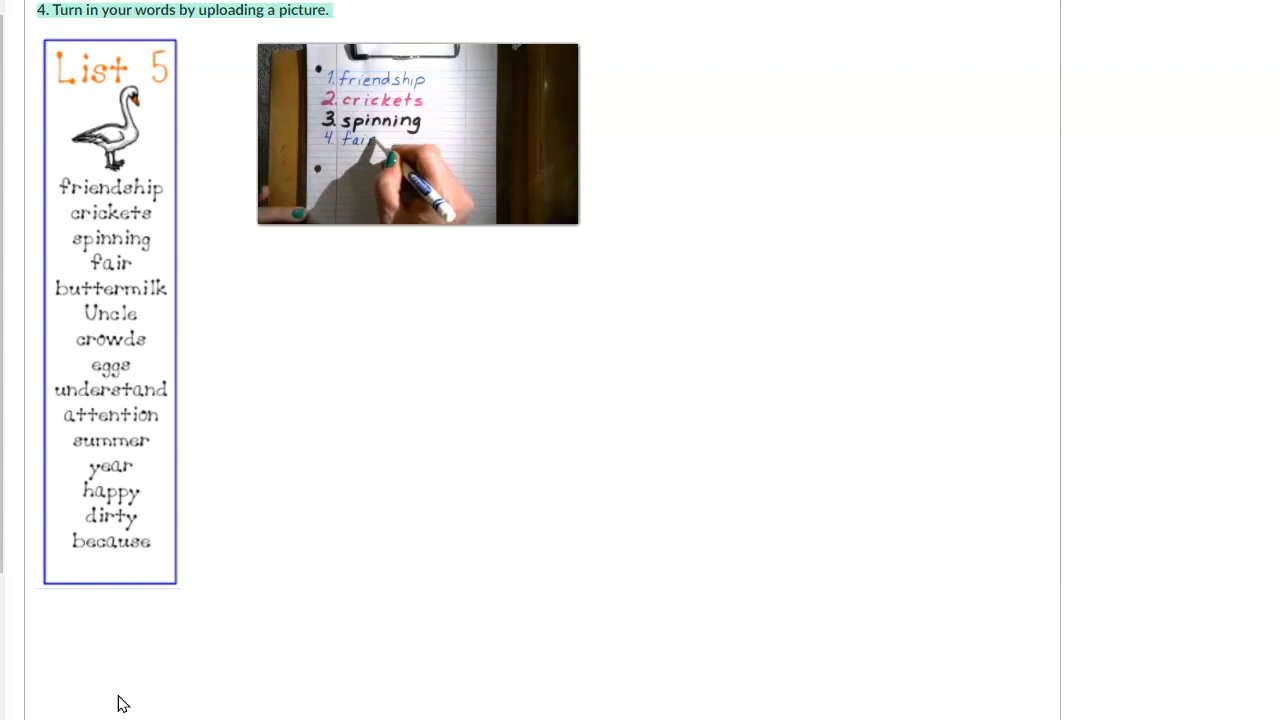 4. Turn in your words by uploading a picture.
List 5
friendship
crickets
spinning
fair
buttermilk
Uncle
crowds
eggs
understand
attention
summer
year
happy
dirty
because
1. friendship
2. crickets
3. spinning
4. fair